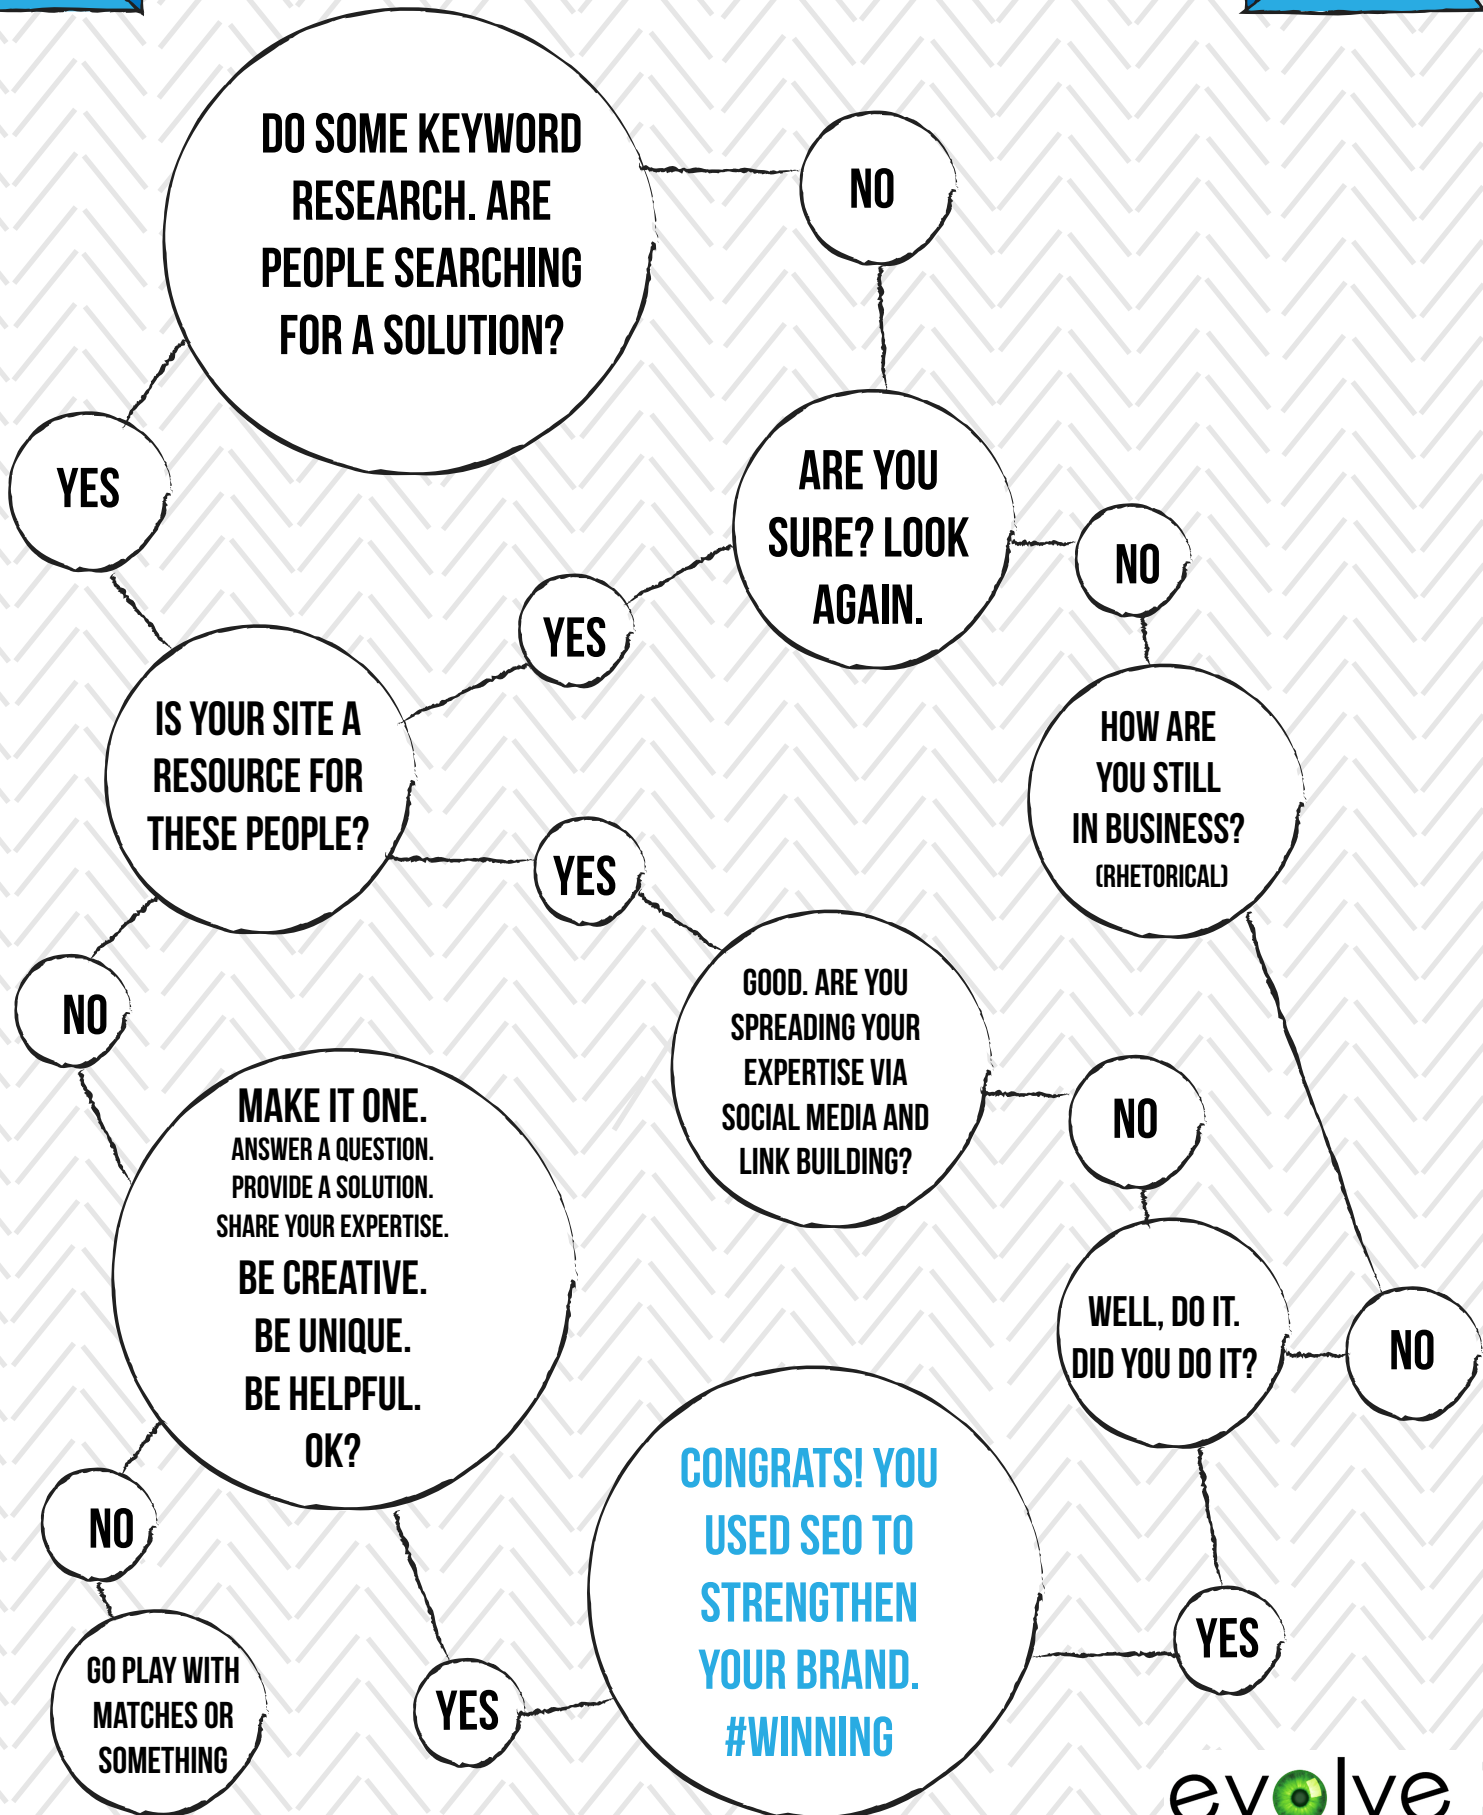 DO SOME KEYWORD
RESEARCH. ARE
PEOPLE SEARCHING
FOR A SOLUTION?
NO
YES
ARE YOU
SURE? LOOK
AGAIN.
NO
YES
IS YOUR SITE A
RESOURCE FOR
THESE PEOPLE?
HOW ARE
YOU STILL
IN BUSINESS?
(RHETORICAL)
YES
NO
GOOD. ARE YOU
SPREADING YOUR
EXPERTISE VIA
SOCIAL MEDIA AND
LINK BUILDING?
NO
MAKE IT ONE.
ANSWER A QUESTION.
PROVIDE A SOLUTION.
SHARE YOUR EXPERTISE.
BE CREATIVE.
BE UNIQUE.
BE HELPFUL.
OK?
WELL, DO IT.
DID YOU DO IT?
NO
CONGRATS! YOU
USED SEO TO
STRENGTHEN
YOUR BRAND.
#WINNING
NO
YES
GO PLAY WITH
MATCHES OR
SOMETHING
YES
evolve